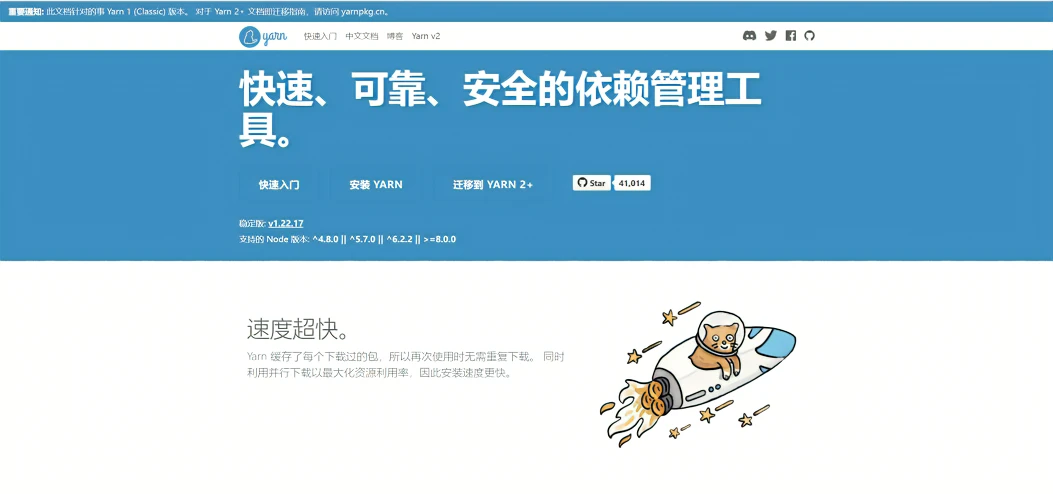 重要通知: 此文档针对的事 Yarn 1 (Classic) 版本。 对于 Yarn 2+ 文档即迁移指南，请访问 yarnpkg.cn。
yarn 快速入门 中文文档 博客 Yarn v2
快速、可靠、安全的依赖管理工
具。
快速入门 安装 YARN 迁移到 YARN 2+ Star 41,014
稳定版: v1.22.17
支持的 Node 版本: ^4.8.0 || ^5.7.0 || ^6.2.2 || >=8.0.0
速度超快。
Yarn 缓存了每个下载过的包，所以再次使用时无需重复下载。 同时
利用并行下载以最大化资源利用率，因此安装速度更快。